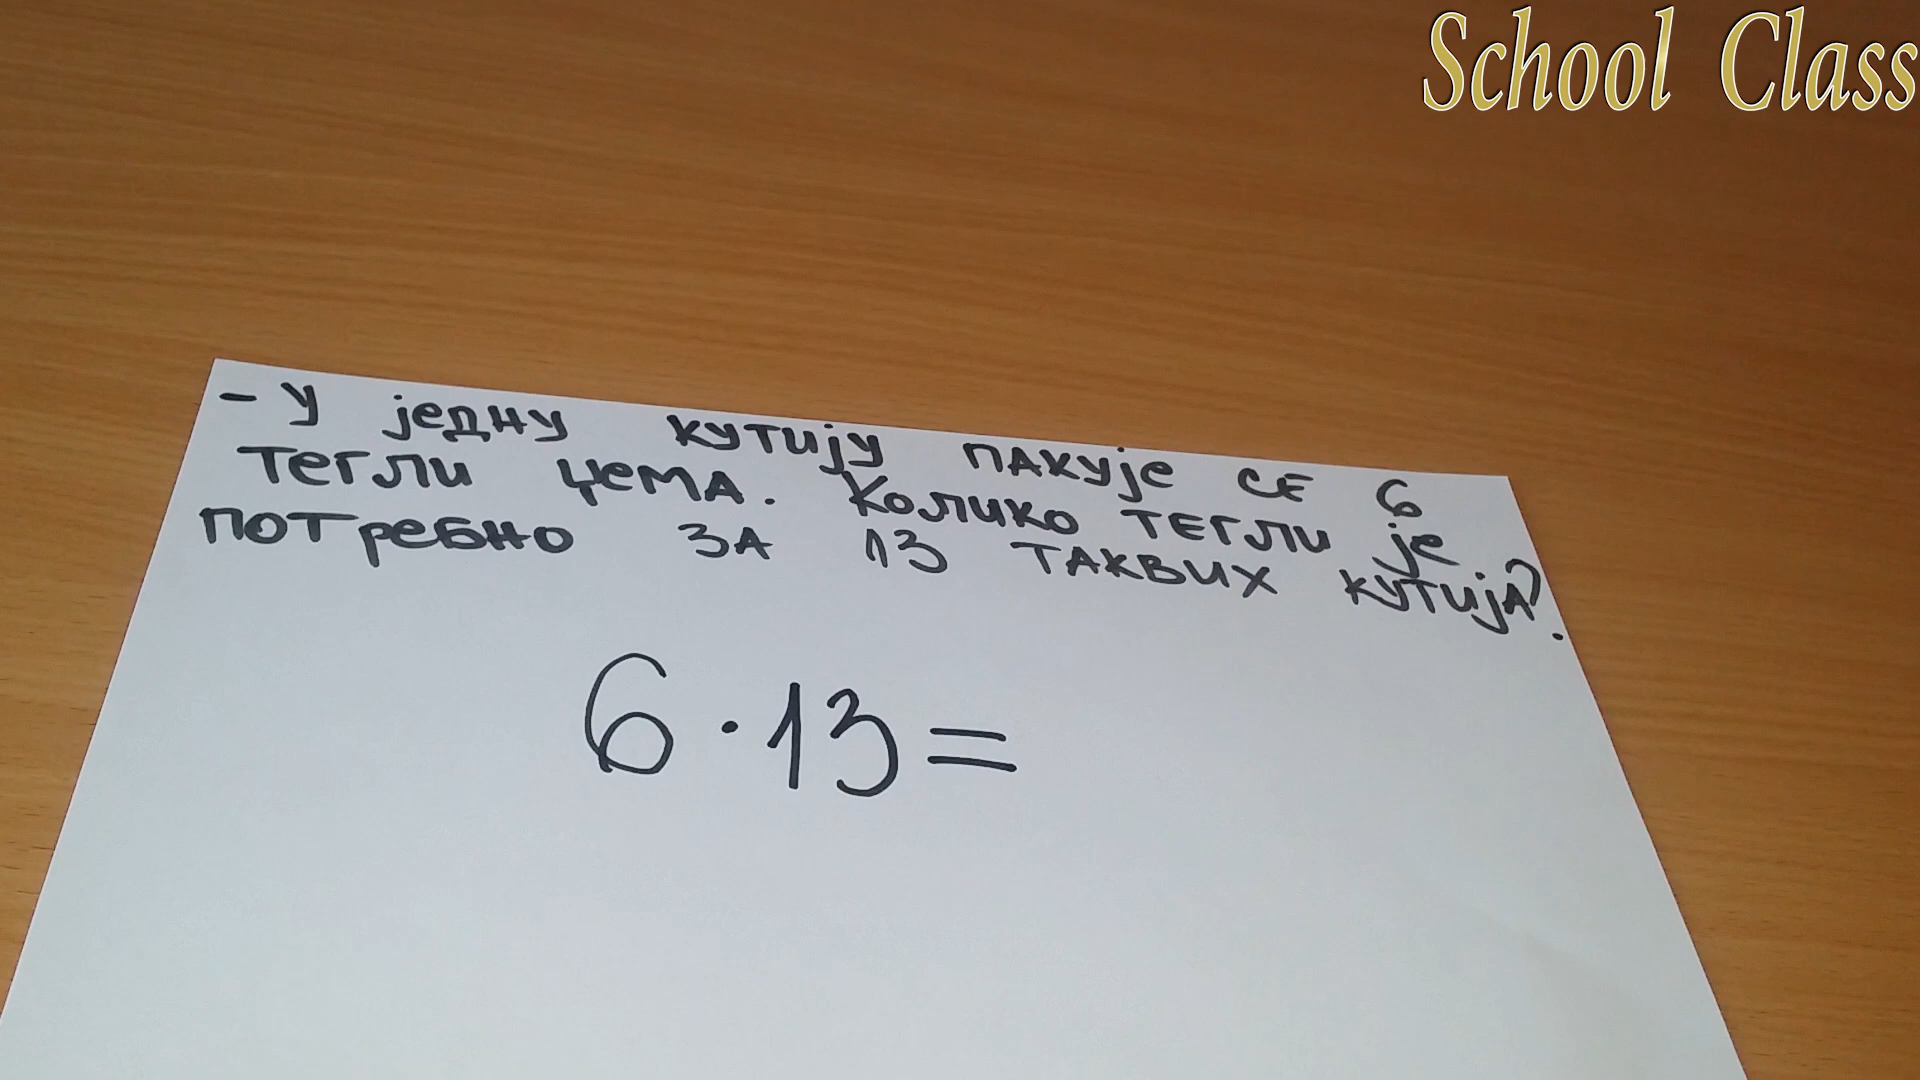 School Class
- У једну кутију пакује се 6
тегли џема. Колико тегли је
потребно за 13 таквих кутија?
6·13=